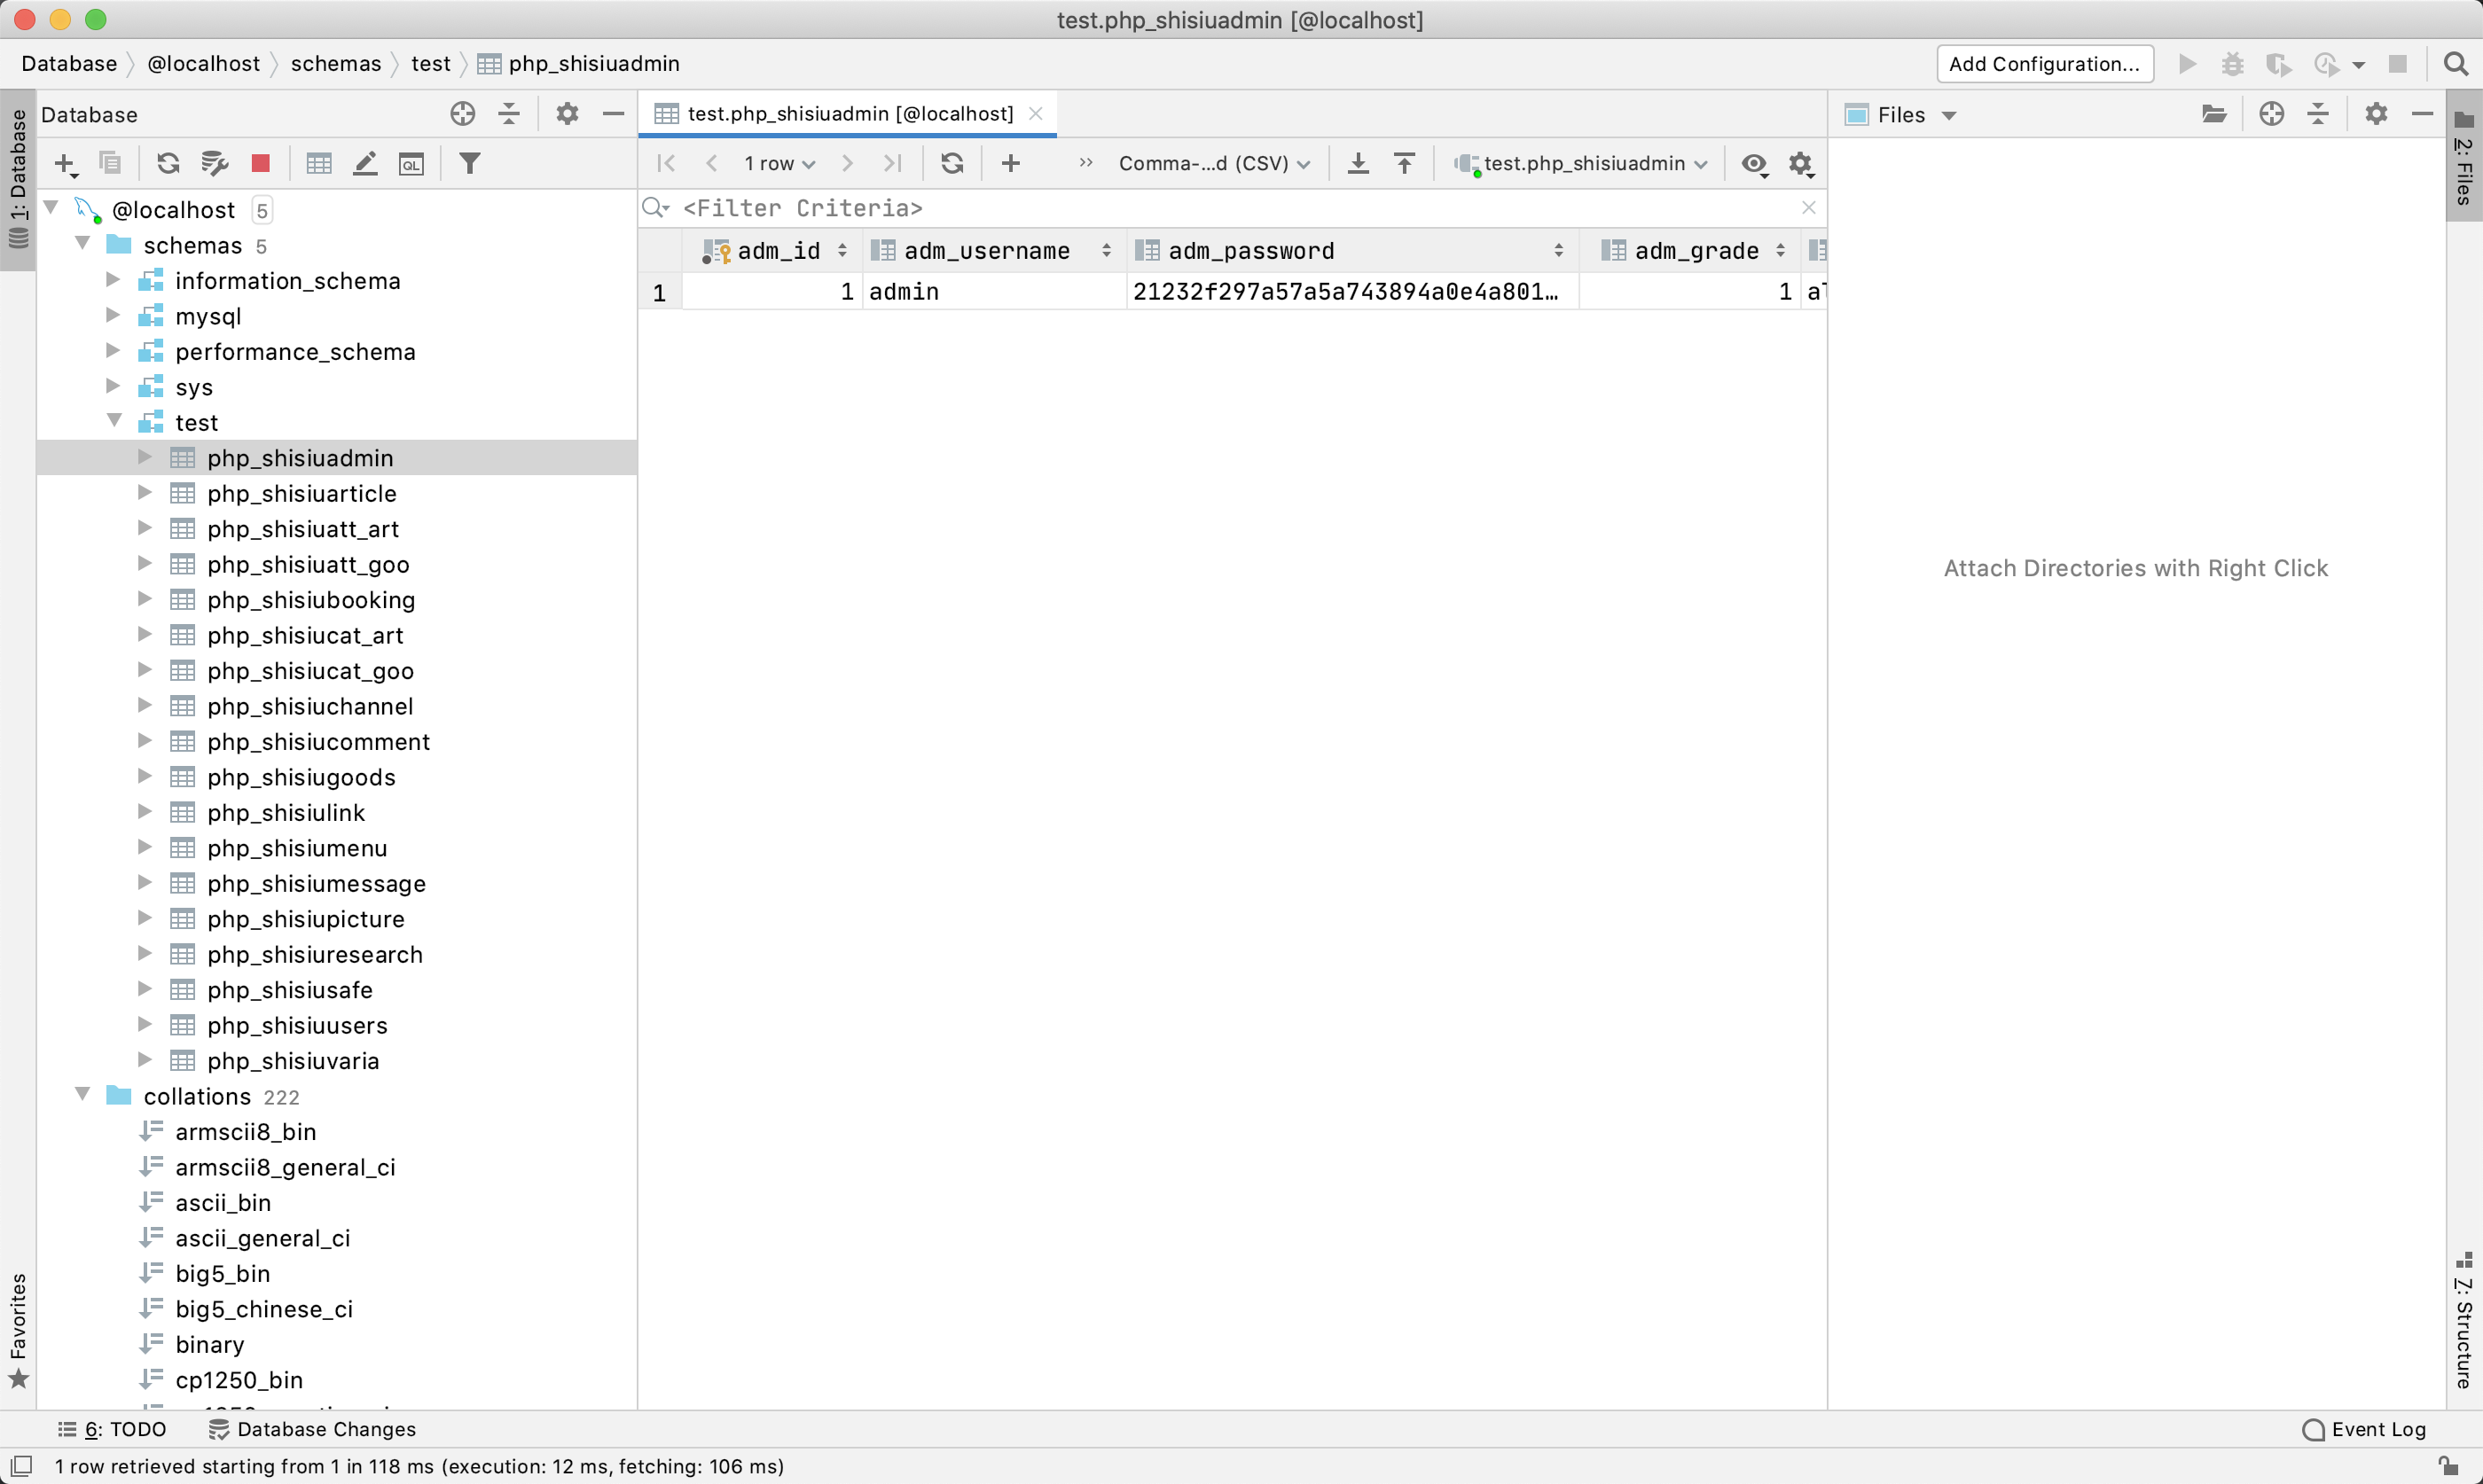 test.php_shisiuadmin [@localhost]
Database @localhost schemas test php_shisiuadmin
Add Configuration...
1: Database
Favorites
Database
@localhost 5
schemas 5
information_schema
mysql
performance_schema
sys
test
php_shisiuadmin
php_shisiuarticle
php_shisiuatt_art
php_shisiuatt_goo
php_shisiubooking
php_shisiucat_art
php_shisiucat_goo
php_shisiuchannel
php_shisiucomment
php_shisiugoods
php_shisiulink
php_shisiumenu
php_shisiumessage
php_shisiupicture
php_shisiuresearch
php_shisiusafe
php_shisiuusers
php_shisiuvaria
collations 222
armscii8_bin
armscii8_general_ci
ascii_bin
ascii_general_ci
big5_bin
big5_chinese_ci
binary
cp1250_bin
test.php_shisiuadmin [@localhost]
1 row
Comma-...d (CSV)
test.php_shisiuadmin
<Filter Criteria>
adm_id adm_username adm_password adm_grade
1 1 admin 21232f297a57a5a743894a0e4a801... 1
Files
Attach Directories with Right Click
2: Files
7: Structure
6: TODO Database Changes Event Log
1 row retrieved starting from 1 in 118 ms (execution: 12 ms, fetching: 106 ms)